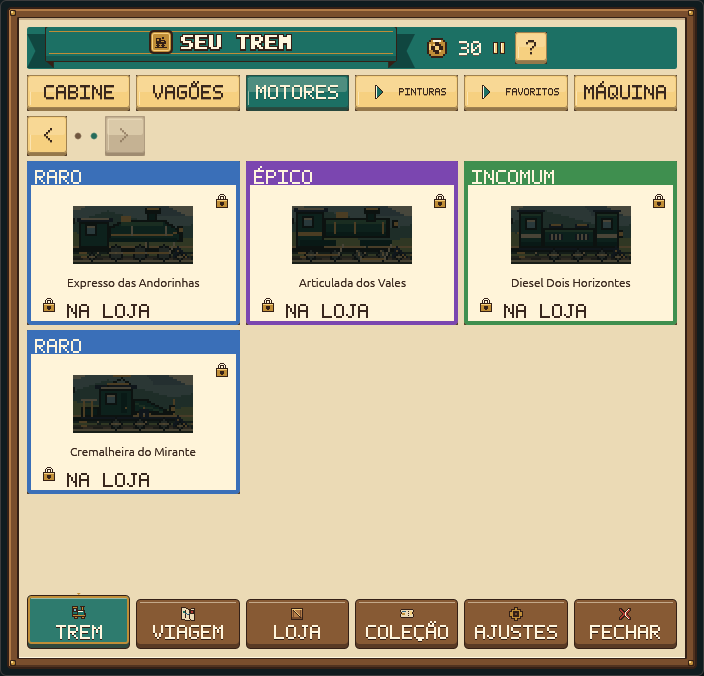 SEU TREM
30
?
CABINE
VAGÕES
MOTORES
PINTURAS
FAVORITOS
MÁQUINA
< >
RARO
Expresso das Andorinhas
NA LOJA
ÉPICO
Articulada dos Vales
NA LOJA
INCOMUM
Diesel Dois Horizontes
NA LOJA
RARO
Cremalheira do Mirante
NA LOJA
TREM
VIAGEM
LOJA
COLEÇÃO
AJUSTES
FECHAR